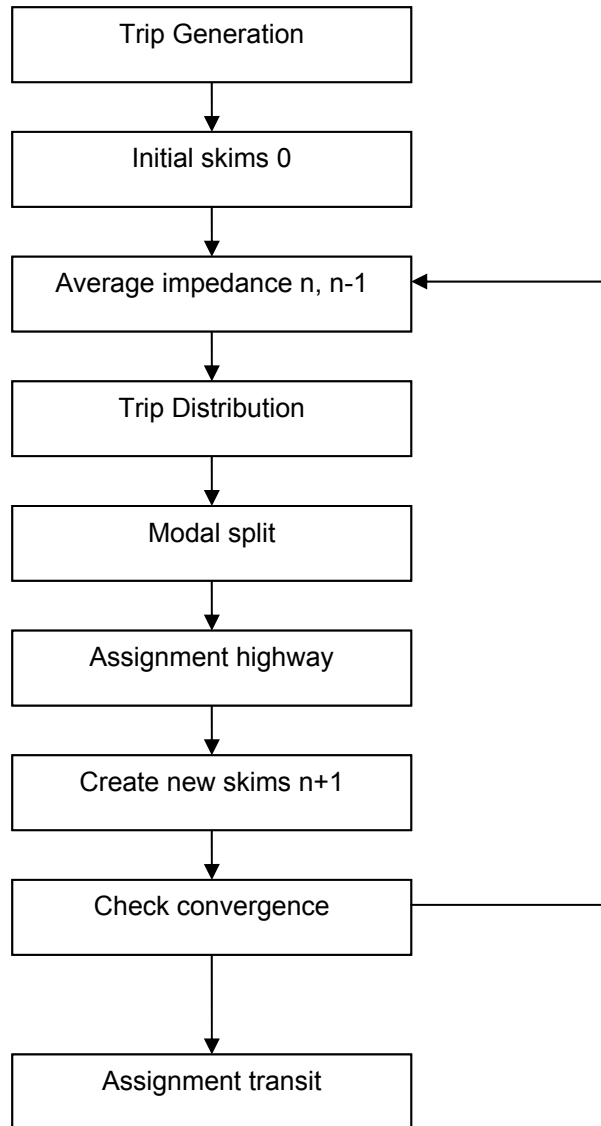 Trip Generation
Initial skims 0
Average impedance n, n-1
Trip Distribution
Modal split
Assignment highway
Create new skims n+1
Check convergence
Assignment transit